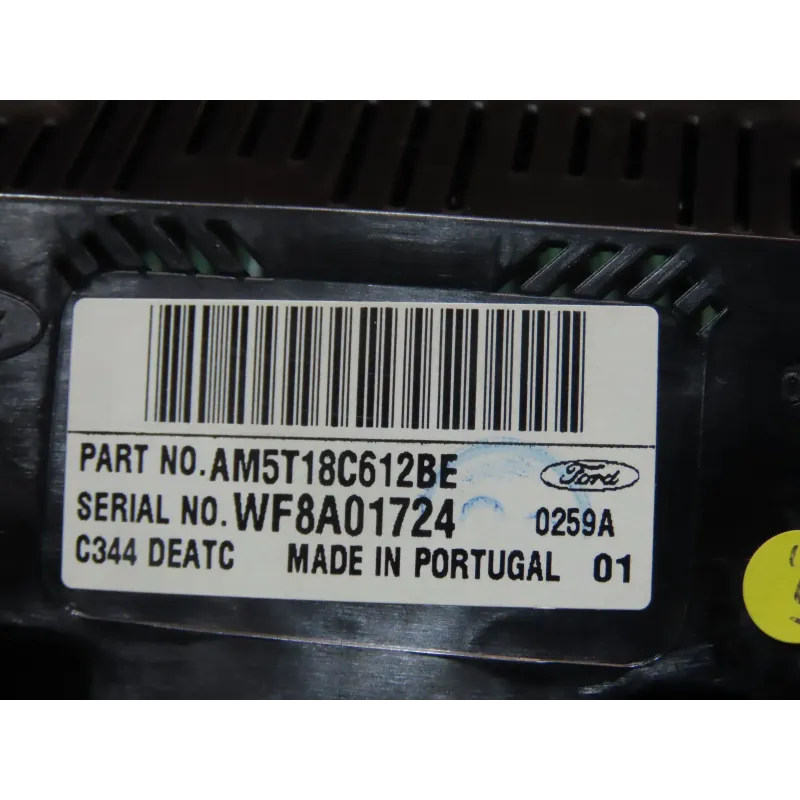 PART NO. AM5T18C612BE Ford
SERIAL NO. WF8A01724 0259A
C344 DEATC MADE IN PORTUGAL 01